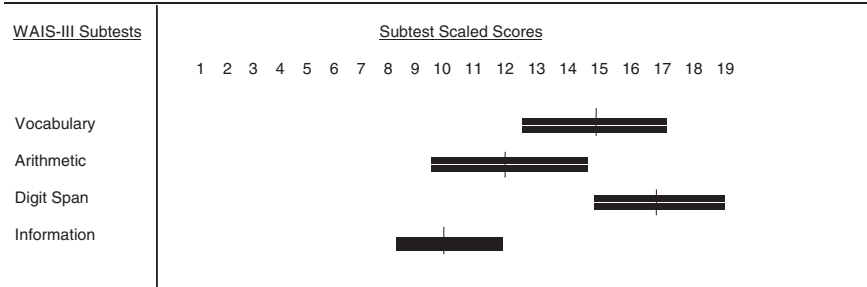 WAIS-III Subtests Subtest Scaled Scores
1 2 3 4 5 6 7 8 9 10 11 12 13 14 15 16 17 18 19
Vocabulary
Arithmetic
Digit Span
Information